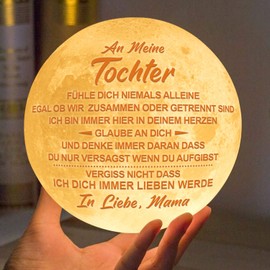 An Meine
Tochter
FÜHLE DICH NIEMALS ALLEINE
EGAL OB WIR ZUSAMMEN ODER GETRENNT SIND
ICH BIN IMMER HIER IN DEINEM HERZEN
GLAUBE AN DICH
UND DENKE IMMER DARAN DASS
DU NUR VERSAGST WENN DU AUFGIBST
VERGISS NICHT DASS
ICH DICH IMMER LIEBEN WERDE
In Liebe, Mama